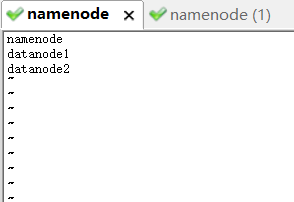 namenode
namenode (1)
namenode
datanode1
datanode2
~
~
~
~
~
~
~
~
~